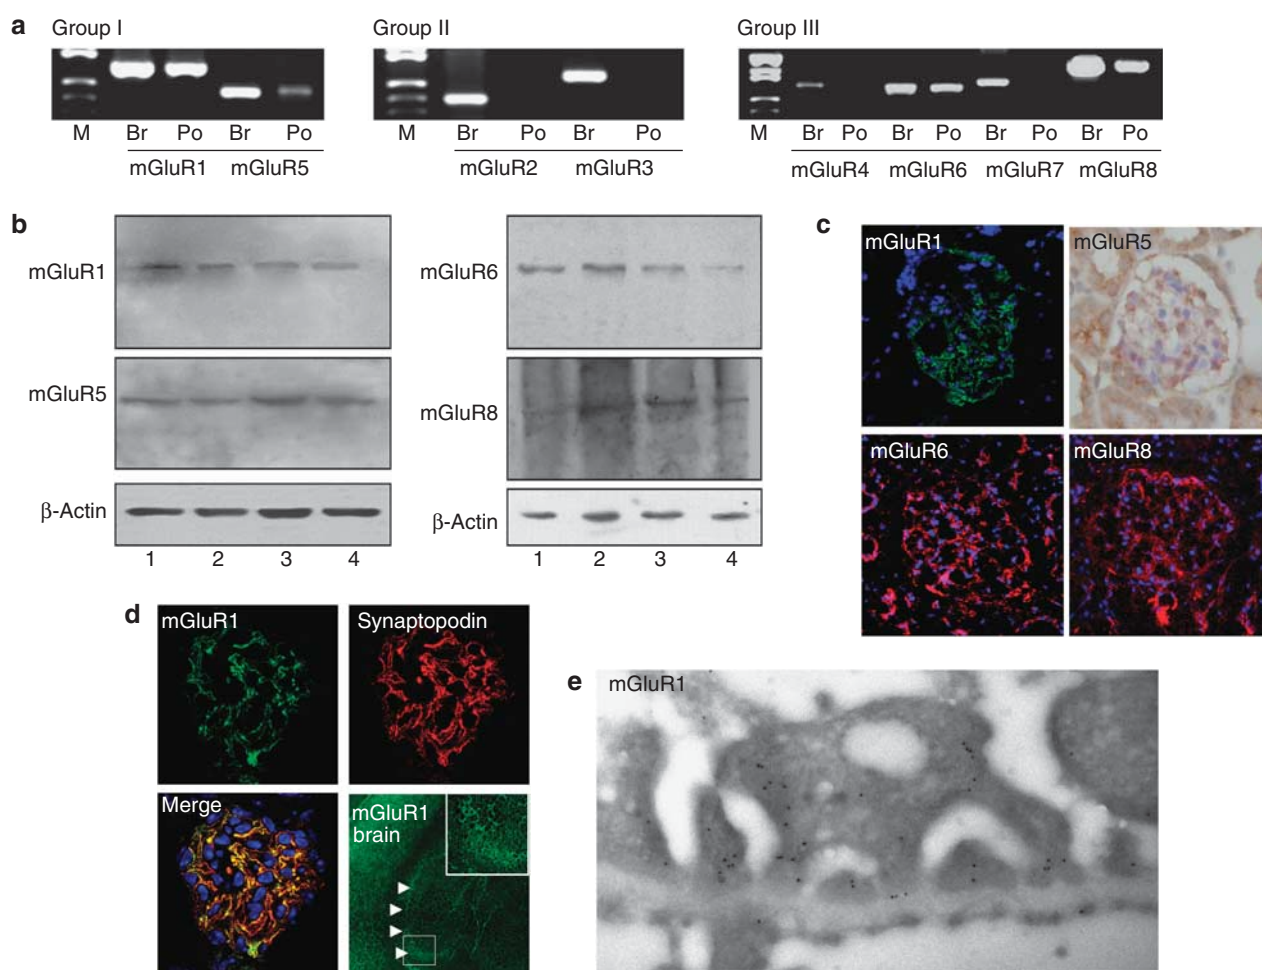 a
Group I
Group II
Group III
M Br Po Br Po
mGluR1 mGluR5
M Br Po Br Po
mGluR2 mGluR3
M Br Po Br Po Br Po Br Po
mGluR4 mGluR6 mGluR7 mGluR8
b
mGluR1
mGluR5
β-Actin
1 2 3 4
mGluR6
mGluR8
β-Actin
1 2 3 4
c
mGluR1
mGluR5
mGluR6
mGluR8
d
mGluR1
Synaptopodin
Merge
mGluR1
brain
e
mGluR1